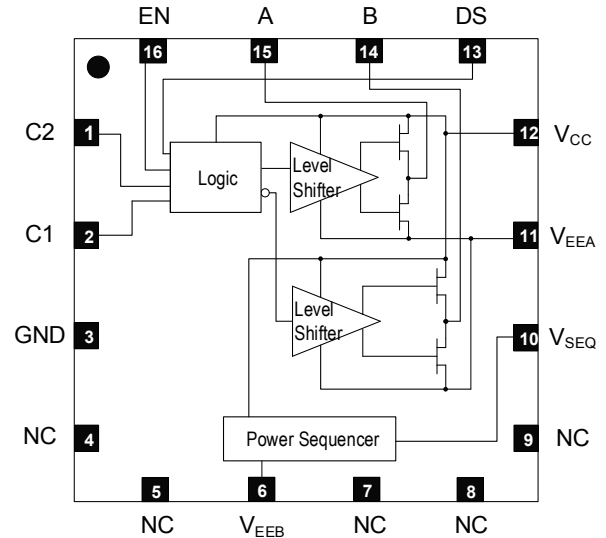 EN A B DS
16 15 14 13
C2 1 12 VCC
Logic
Level
Shifter
C1 2 11 VEEA
Level
Shifter
GND 3 10 VSEQ
NC 4 9 NC
Power Sequencer
5 6 7 8
NC VEEB NC NC